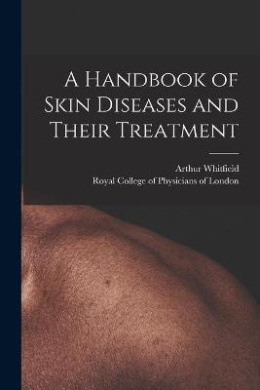 A Handbook of
Skin Diseases and
Their Treatment
Arthur Whitfield
Royal College of Physicians of London